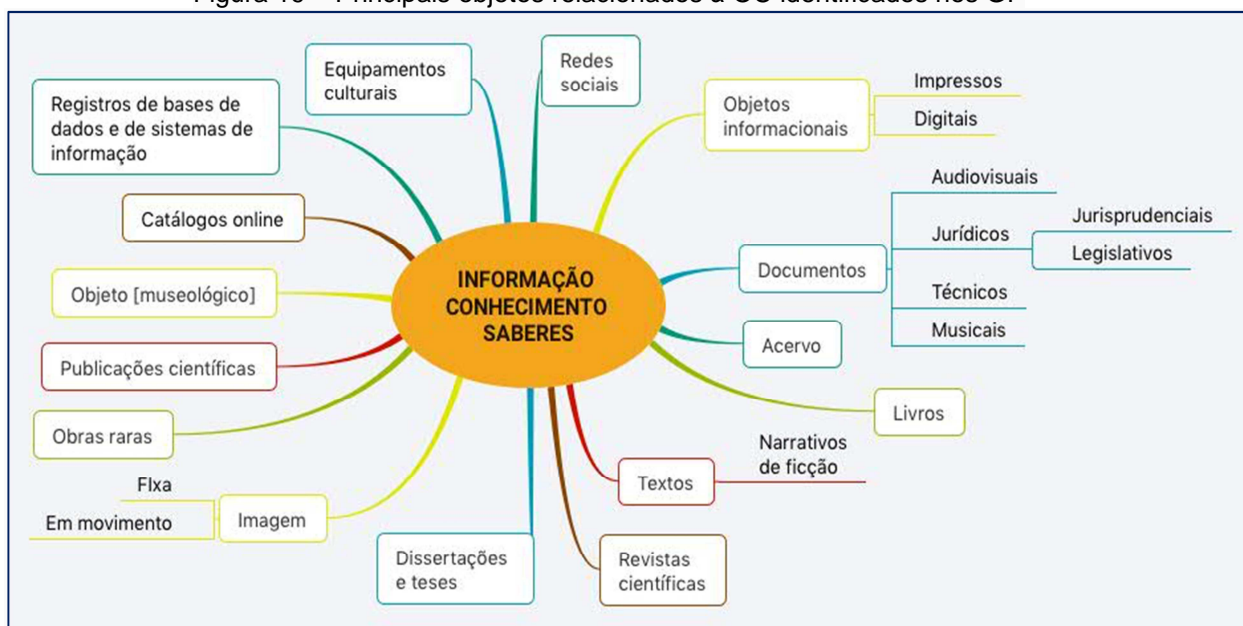 Redes
sociais
Equipamentos
culturais
Registros de bases de
dados e de sistemas de
informação
Catálogos online
Objeto [museológico]
Publicações científicas
Obras raras
FIxa
Em movimento
Imagem
Dissertações
e teses
Revistas
científicas
Textos
Narrativos
de ficção
Livros
Acervo
Documentos
Audiovisuais
Jurídicos
Jurisprudenciais
Legislativos
Técnicos
Musicais
Objetos
informacionais
Impressos
Digitais
INFORMAÇÃO
CONHECIMENTO
SABERES